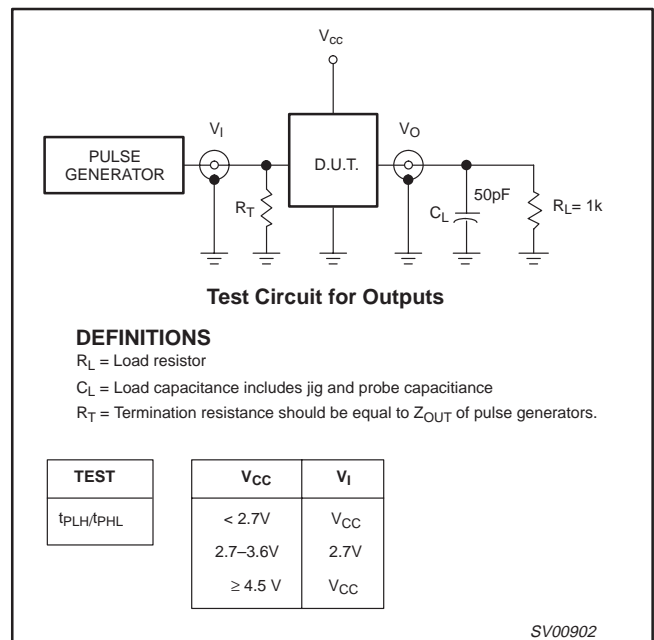 Vcc
VI
VO
PULSE
GENERATOR
D.U.T.
50pF
RT
CL
RL= 1k
Test Circuit for Outputs
DEFINITIONS
RL = Load resistor
CL = Load capacitance includes jig and probe capacitiance
RT = Termination resistance should be equal to ZOUT of pulse generators.
TEST
tPLH/tPHL
VCC VI
< 2.7V VCC
2.7–3.6V 2.7V
≥ 4.5 V VCC
SV00902